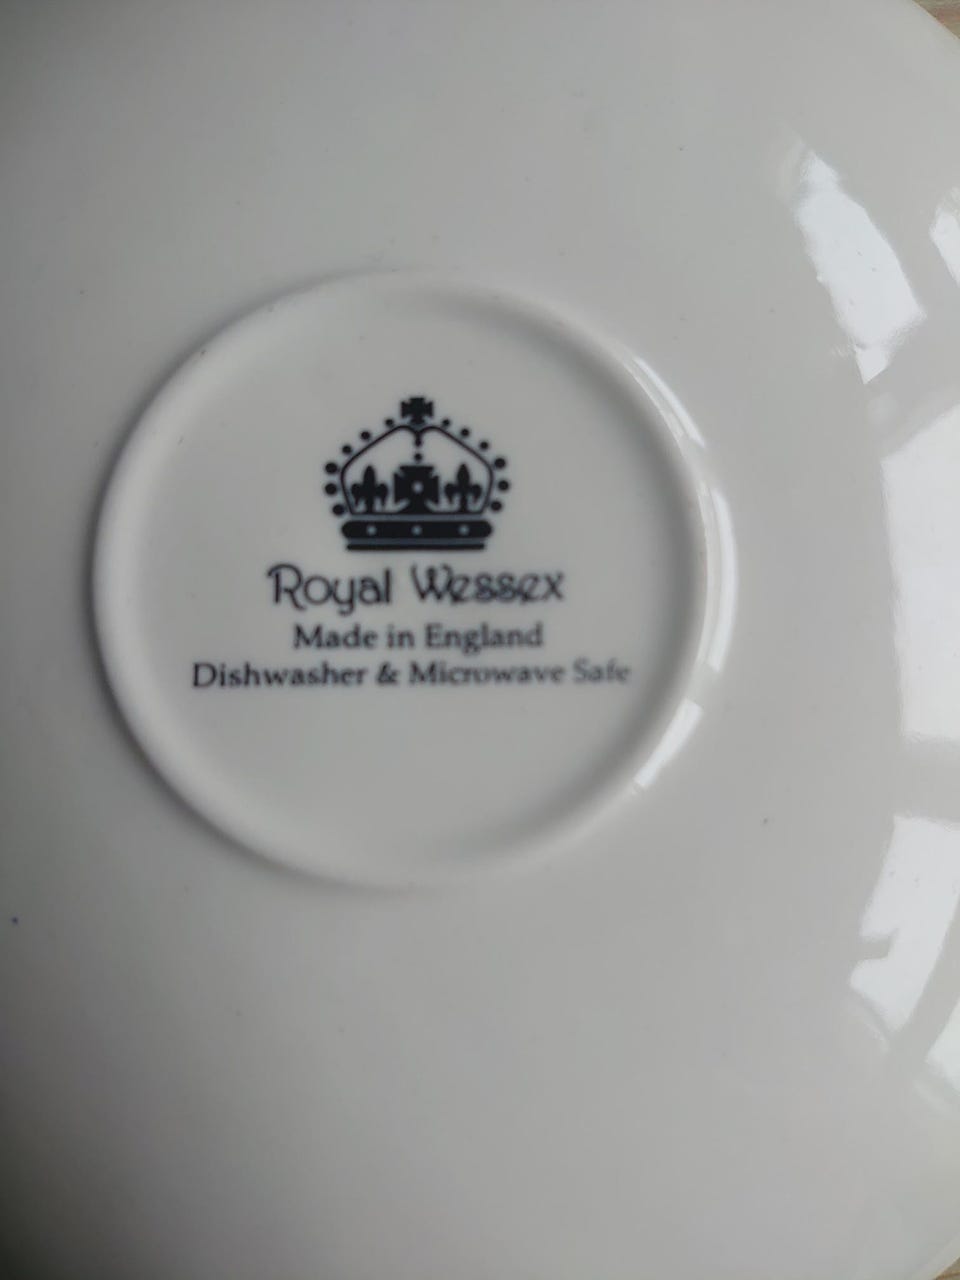 Royal Wessex
Made in England
Dishwasher & Microwave Safe